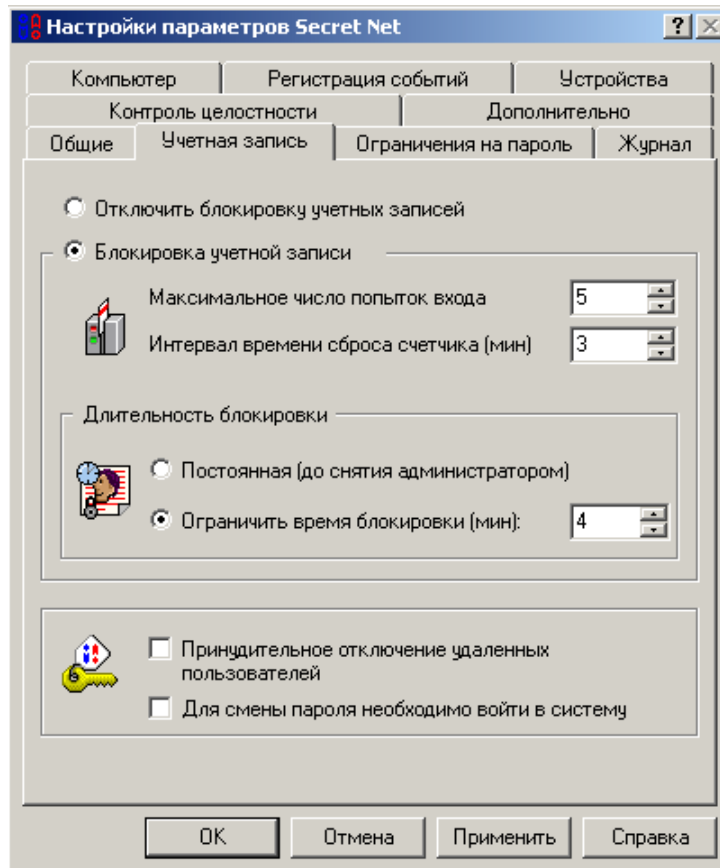 Настройки параметров Secret Net
Компьютер Регистрация событий Устройства
Контроль целостности Дополнительно
Общие Учетная запись Ограничения на пароль Журнал
Отключить блокировку учетных записей
Блокировка учетной записи
Максимальное число попыток входа 5
Интервал времени сброса счетчика (мин) 3
Длительность блокировки
Постоянная (до снятия администратором)
Ограничить время блокировки (мин): 4
Принудительное отключение удаленных
пользователей
Для смены пароля необходимо войти в систему
ОК Отмена Применить Справка